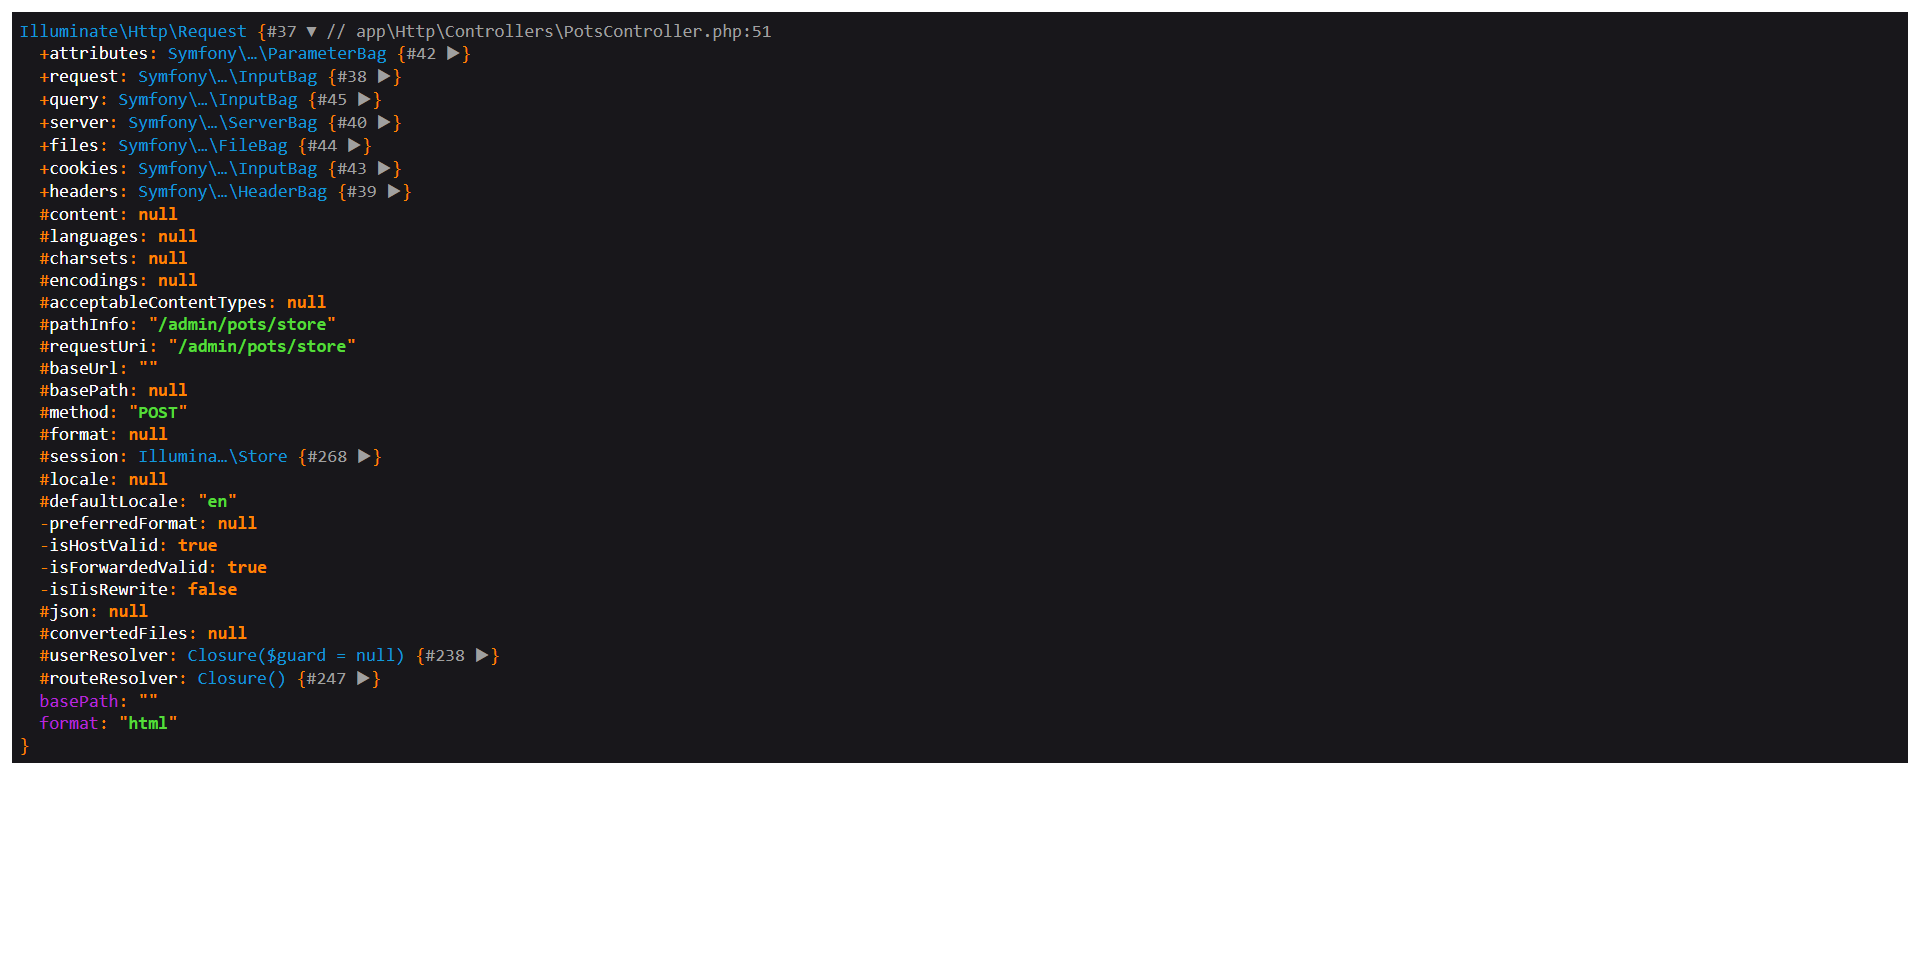 Illuminate\Http\Request {#37 ▼ // app\Http\Controllers\PotsController.php:51
  +attributes: Symfony\…\ParameterBag {#42 ▶}
  +request: Symfony\…\InputBag {#38 ▶}
  +query: Symfony\…\InputBag {#45 ▶}
  +server: Symfony\…\ServerBag {#40 ▶}
  +files: Symfony\…\FileBag {#44 ▶}
  +cookies: Symfony\…\InputBag {#43 ▶}
  +headers: Symfony\…\HeaderBag {#39 ▶}
  #content: null
  #languages: null
  #charsets: null
  #encodings: null
  #acceptableContentTypes: null
  #pathInfo: "/admin/pots/store"
  #requestUri: "/admin/pots/store"
  #baseUrl: ""
  #basePath: null
  #method: "POST"
  #format: null
  #session: Illumina…\Store {#268 ▶}
  #locale: null
  #defaultLocale: "en"
  -preferredFormat: null
  -isHostValid: true
  -isForwardedValid: true
  -isIisRewrite: false
  #json: null
  #convertedFiles: null
  #userResolver: Closure($guard = null) {#238 ▶}
  #routeResolver: Closure() {#247 ▶}
  basePath: ""
  format: "html"
}